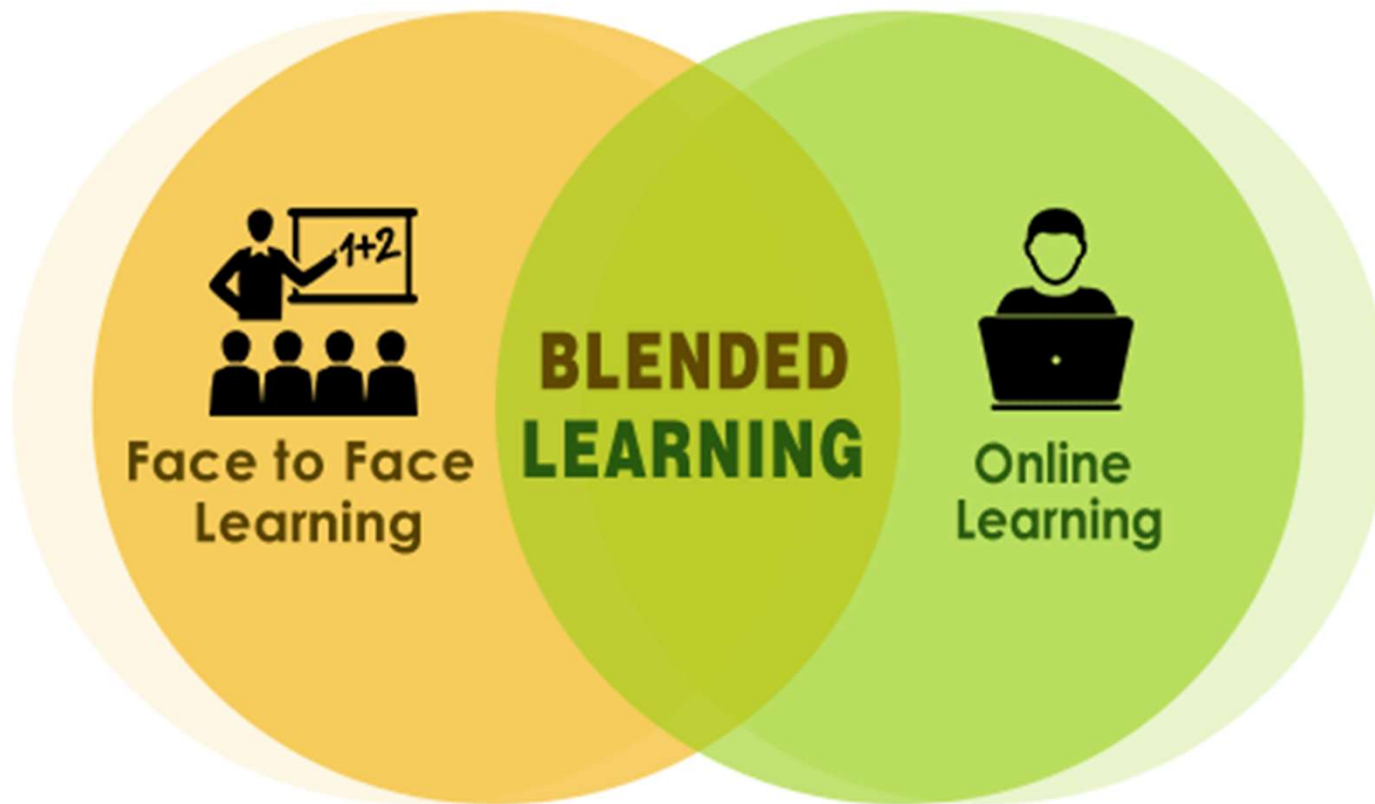 1+2
Face to Face
Learning
BLENDED
LEARNING
Online
Learning